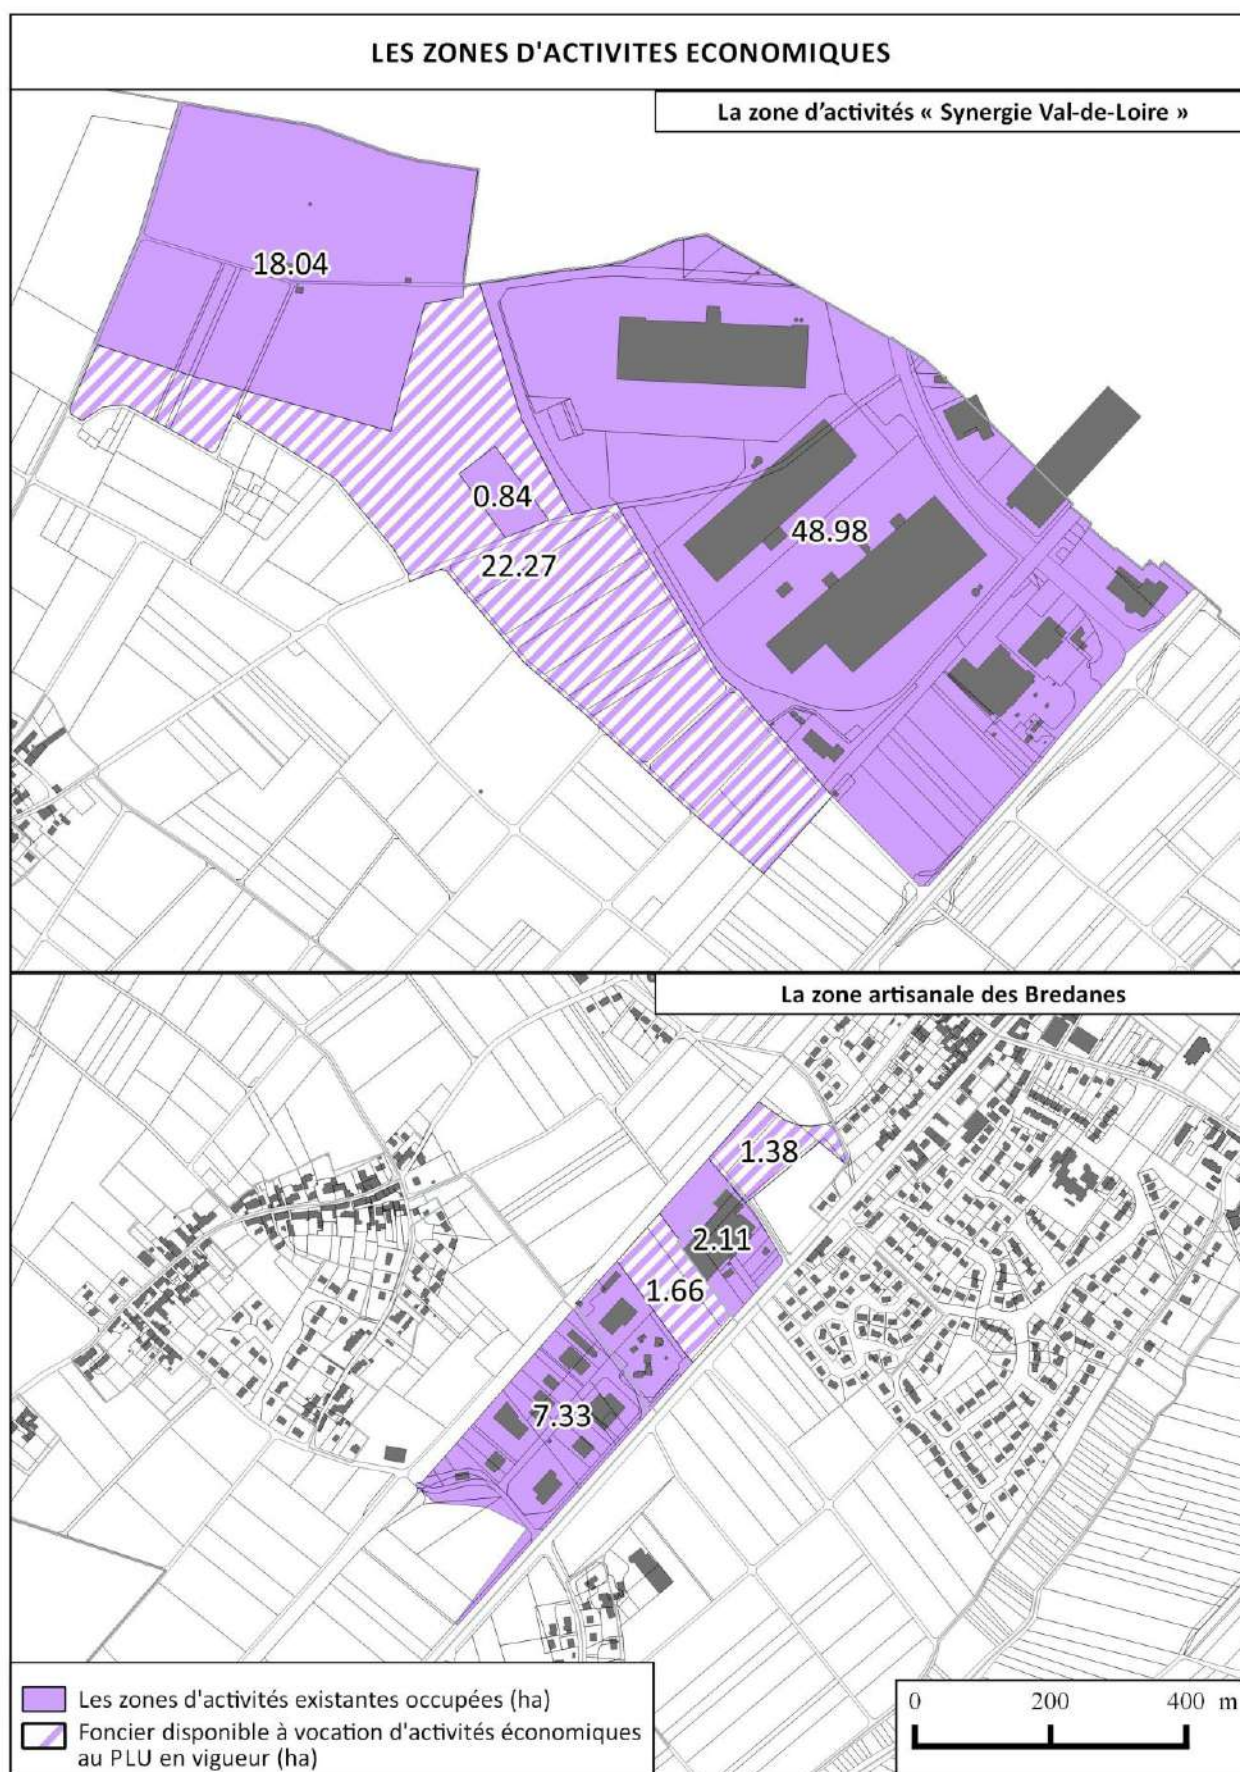 LES ZONES D'ACTIVITES ECONOMIQUES
La zone d'activités « Synergie Val-de-Loire »
18.04
0.84
48.98
22.27
La zone artisanale des Bredanes
1.38
2.11
1.66
7.33
Les zones d'activités existantes occupées (ha)
Foncier disponible à vocation d'activités économiques
au PLU en vigueur (ha)
0 200 400 m